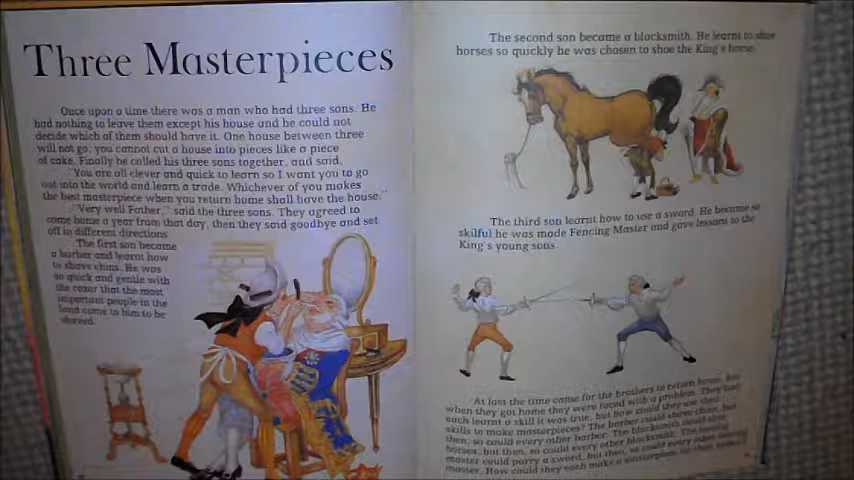 Three Masterpieces
Once upon a time there was a man who had three sons. He
had nothing to leave them except his house and he could not
decide which of them should have it. One house between three
will not go; you cannot cut a house into pieces like a piece
of cake. Finally he called his three sons together, and said,
"You are all clever and quick to learn so I want you to go
out into the world and learn a trade. Whichever of you makes
the best masterpiece when you return home shall have the house."
"Very well Father," said the three sons. They agreed to
come home a year from that day, then they said goodbye and set
off in different directions
The first son became
a barber and learnt how
to shave chins. He was
so quick and gentle with
the razor that the most
important people in the
land came to him to be
shaved.
The second son became a blacksmith. He learnt to shoe
horses so quickly he was chosen to shoe the King's horse.
The third son learnt how to use a sword. He became so
skilful he was made Fencing Master and gave lessons to the
King's young sons.
At last the time came for the brothers to return home. But
when they got home they were faced with a problem. They had
each learnt a skill it was true, but how could they use their
skills to make masterpieces? The barber could shave chins, but
then, so could every other barber. The blacksmith could shoe
horses, but then, so could every other blacksmith. The fencing
master could parry a sword, but then, so could every other fencing
master. How could they each make a masterpiece